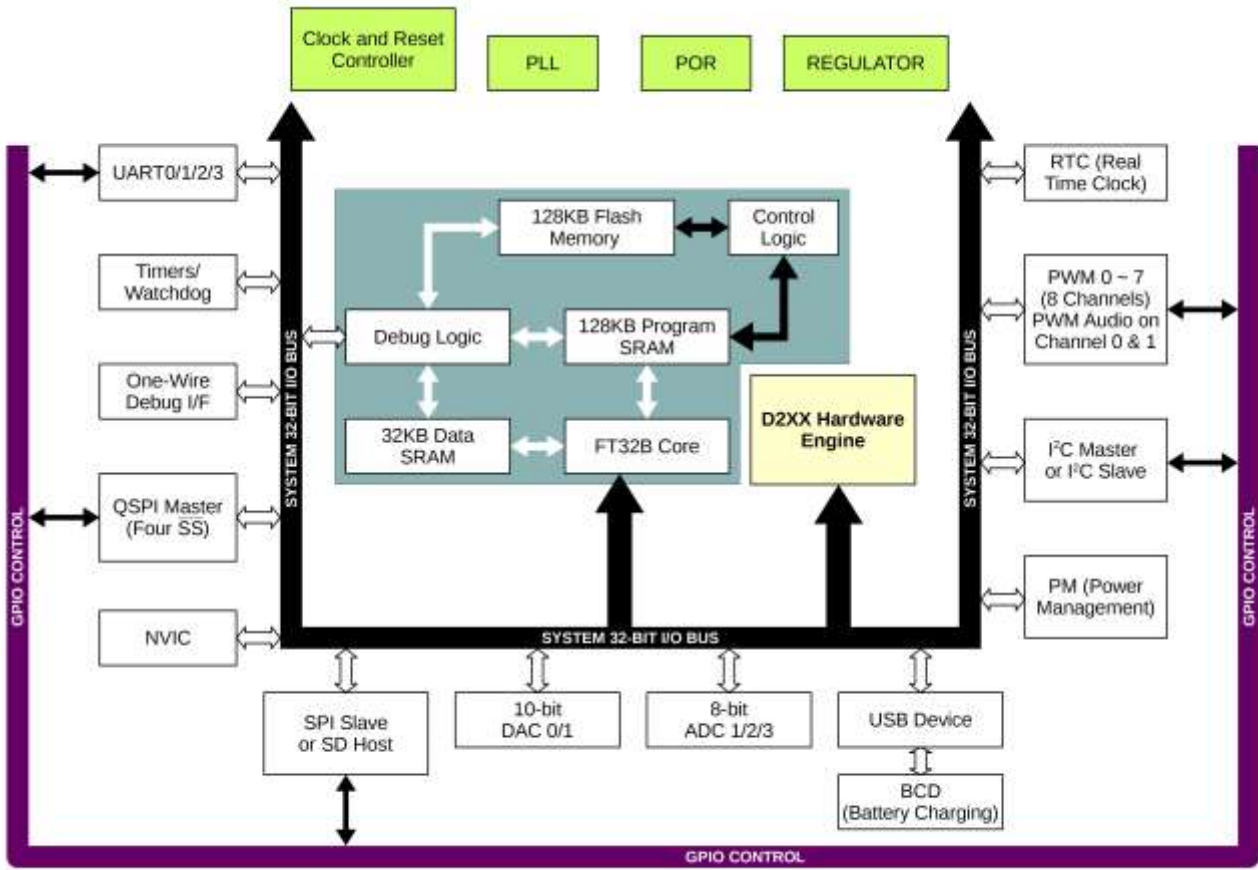 Clock and Reset
Controller
PLL
POR
REGULATOR
UART0/1/2/3
Timers/
Watchdog
One-Wire
Debug I/F
QSPI Master
(Four S̅S̅)
NVIC
GPIO CONTROL
SYSTEM 32-BIT I/O BUS
128KB Flash
Memory
Control
Logic
Debug Logic
128KB Program
SRAM
32KB Data
SRAM
FT32B Core
D2XX Hardware
Engine
SYSTEM 32-BIT I/O BUS
RTC (Real
Time Clock)
PWM 0 ~ 7
(8 Channels)
PWM Audio on
Channel 0 & 1
I²C Master
or I²C Slave
PM (Power
Management)
GPIO CONTROL
SYSTEM 32-BIT I/O BUS
SPI Slave
or SD Host
10-bit
DAC 0/1
8-bit
ADC 1/2/3
USB Device
BCD
(Battery Charging)
GPIO CONTROL